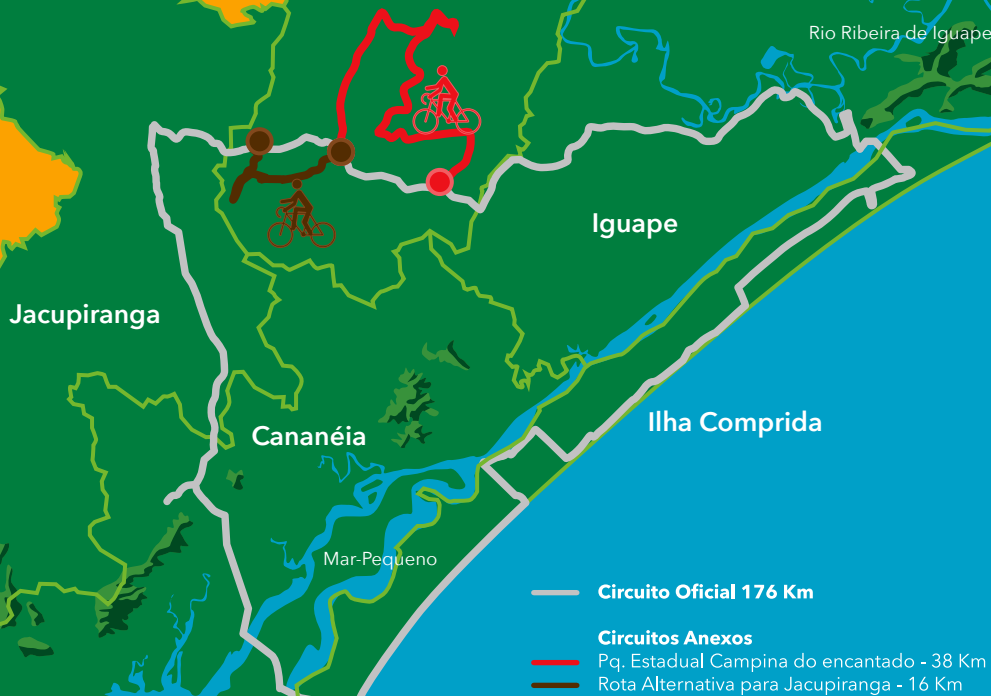 Rio Ribeira de Iguape
Iguape
Jacupiranga
Ilha Comprida
Cananéia
Mar-Pequeno
Circuito Oficial 176 Km
Circuitos Anexos
Pq. Estadual Campina do encantado - 38 Km
Rota Alternativa para Jacupiranga - 16 Km